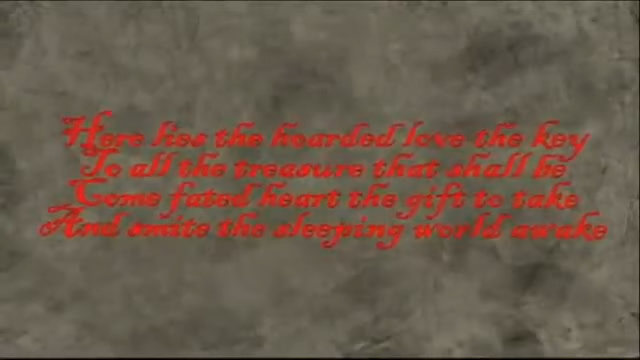 Here lies the hoarded love the key
To all the treasure that shall be
Come fated heart the gift to take
And smite the sleeping world awake